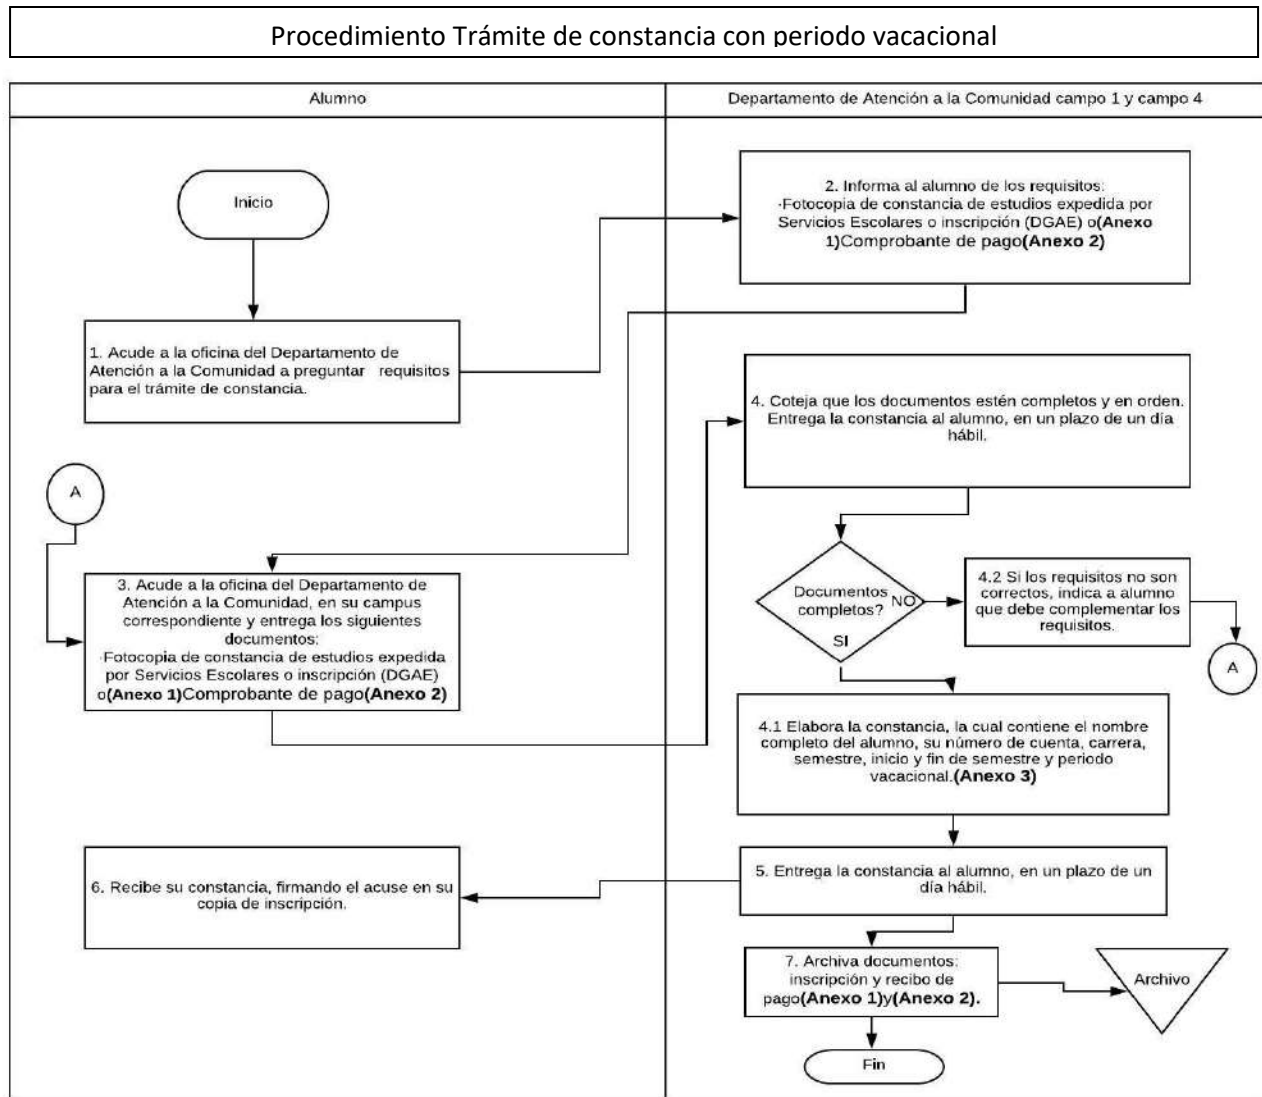 Procedimiento Trámite de constancia con periodo vacacional
Alumno
Departamento de Atención a la Comunidad campo 1 y campo 4
Inicio
2. Informa al alumno de los requisitos:
·Fotocopia de constancia de estudios expedida por
Servicios Escolares o inscripción (DGAE) o(Anexo
1)Comprobante de pago(Anexo 2)
1. Acude a la oficina del Departamento de
Atención a la Comunidad a preguntar requisitos
para el trámite de constancia.
4. Coteja que los documentos estén completos y en orden.
Entrega la constancia al alumno, en un plazo de un día
hábil.
A
3. Acude a la oficina del Departamento de
Atención a la Comunidad, en su campus
correspondiente y entrega los siguientes
documentos:
·Fotocopia de constancia de estudios expedida
por Servicios Escolares o inscripción (DGAE)
o(Anexo 1)Comprobante de pago(Anexo 2)
Documentos
completos?
NO
SI
4.2 Si los requisitos no son
correctos, indica a alumno
que debe complementar los
requisitos.
A
4.1 Elabora la constancia, la cual contiene el nombre
completo del alumno, su número de cuenta, carrera,
semestre, inicio y fin de semestre y periodo
vacacional.(Anexo 3)
5. Entrega la constancia al alumno, en un plazo de un
día hábil.
6. Recibe su constancia, firmando el acuse en su
copia de inscripción.
7. Archiva documentos:
inscripción y recibo de
pago(Anexo 1)y(Anexo 2).
Archivo
Fin